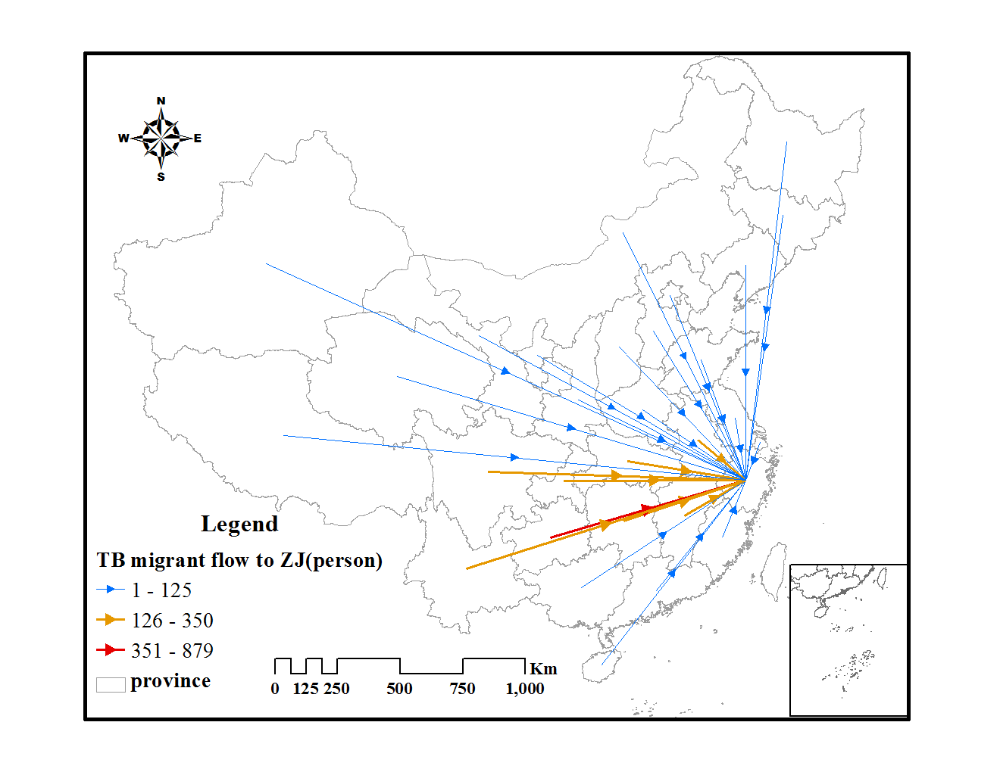 N
W E
S
Legend
TB migrant flow to ZJ(person)
1 - 125
126 - 350
351 - 879
province
Km
0 125 250 500 750 1,000